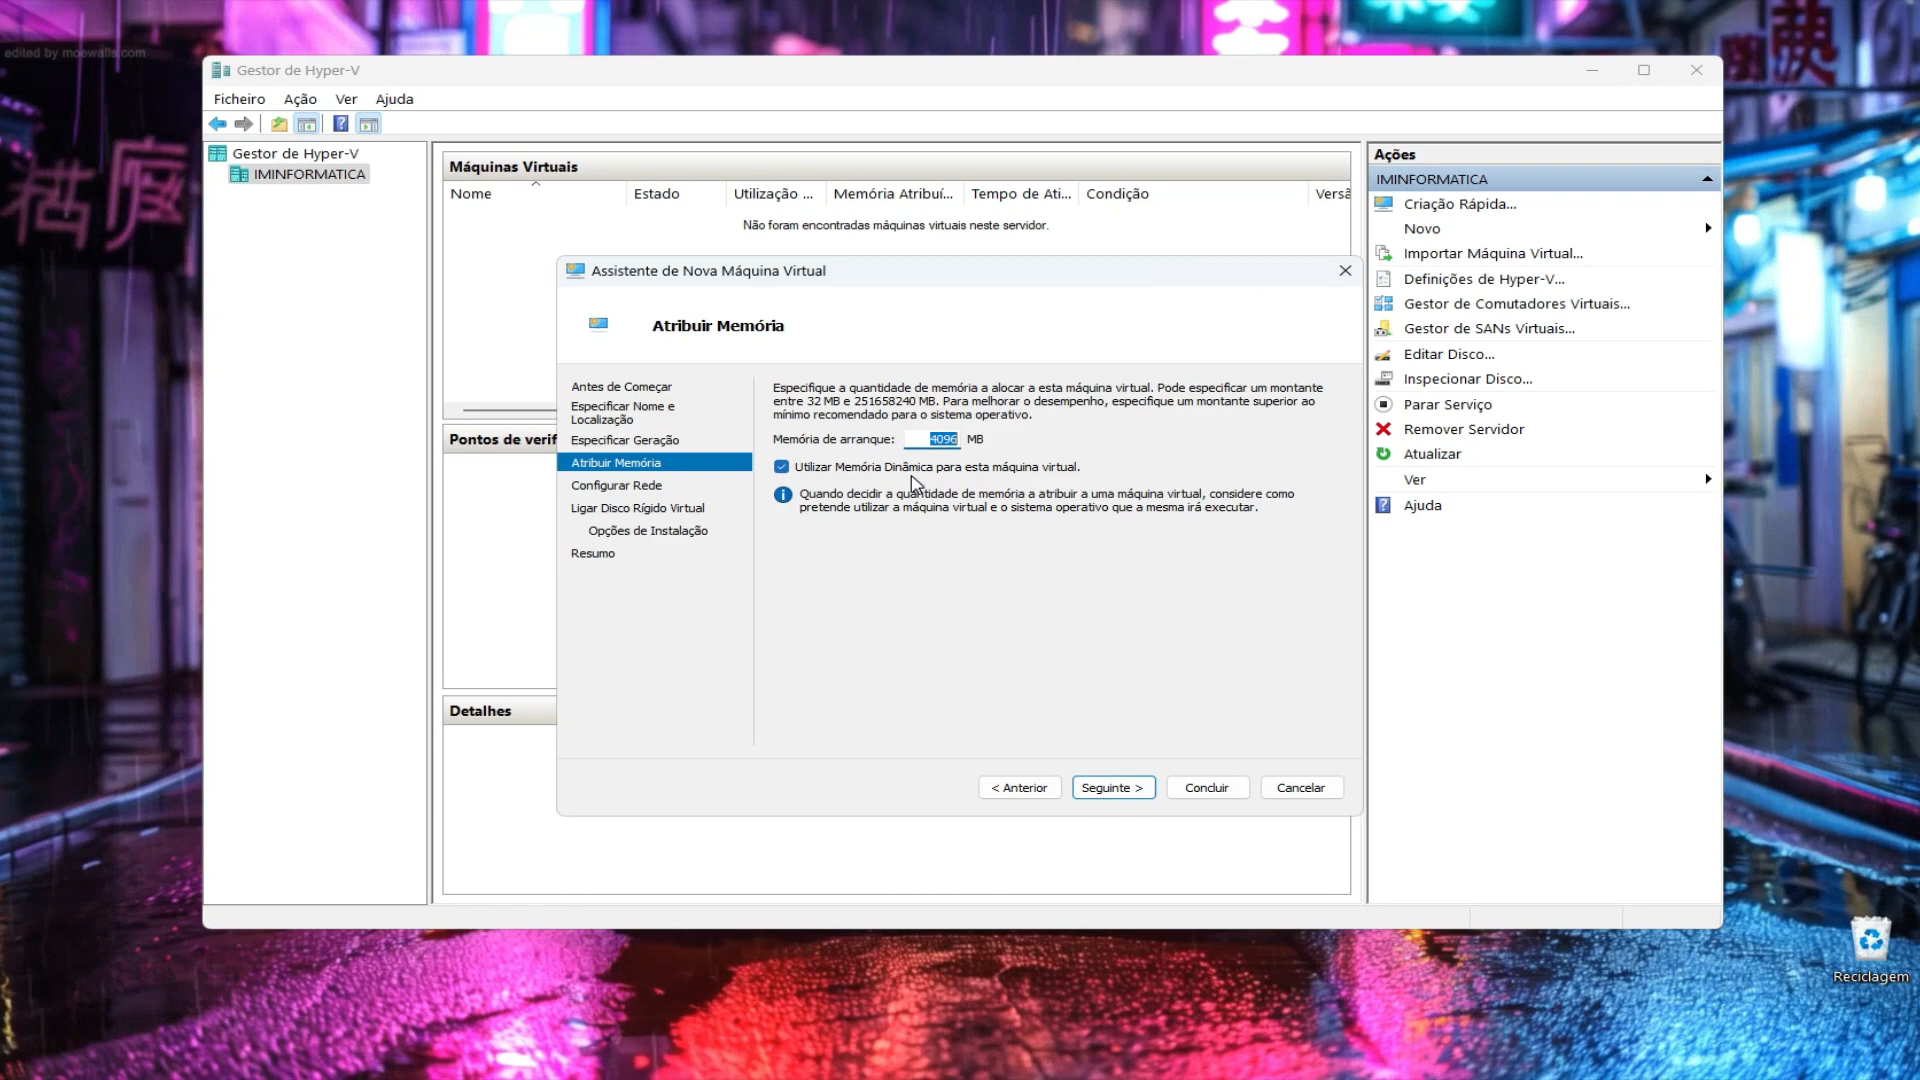 edited by moewalls.com
Gestor de Hyper-V
Ficheiro Ação Ver Ajuda
Gestor de Hyper-V
IMINFORMATICA
Máquinas Virtuais
Nome Estado Utilização ... Memória Atribuí... Tempo de Ati... Condição Versã
Não foram encontradas máquinas virtuais neste servidor.
Pontos de verif
Detalhes
Assistente de Nova Máquina Virtual
Atribuir Memória
Antes de Começar
Especificar Nome e
Localização
Especificar Geração
Atribuir Memória
Configurar Rede
Ligar Disco Rígido Virtual
Opções de Instalação
Resumo
Especifique a quantidade de memória a alocar a esta máquina virtual. Pode especificar um montante
entre 32 MB e 251658240 MB. Para melhorar o desempenho, especifique um montante superior ao
mínimo recomendado para o sistema operativo.
Memória de arranque: 4096 MB
Utilizar Memória Dinâmica para esta máquina virtual.
Quando decidir a quantidade de memória a atribuir a uma máquina virtual, considere como
pretende utilizar a máquina virtual e o sistema operativo que a mesma irá executar.
< Anterior Seguinte > Concluir Cancelar
Ações
IMINFORMATICA
Criação Rápida...
Novo
Importar Máquina Virtual...
Definições de Hyper-V...
Gestor de Comutadores Virtuais...
Gestor de SANs Virtuais...
Editar Disco...
Inspecionar Disco...
Parar Serviço
Remover Servidor
Atualizar
Ver
Ajuda
Reciclagem